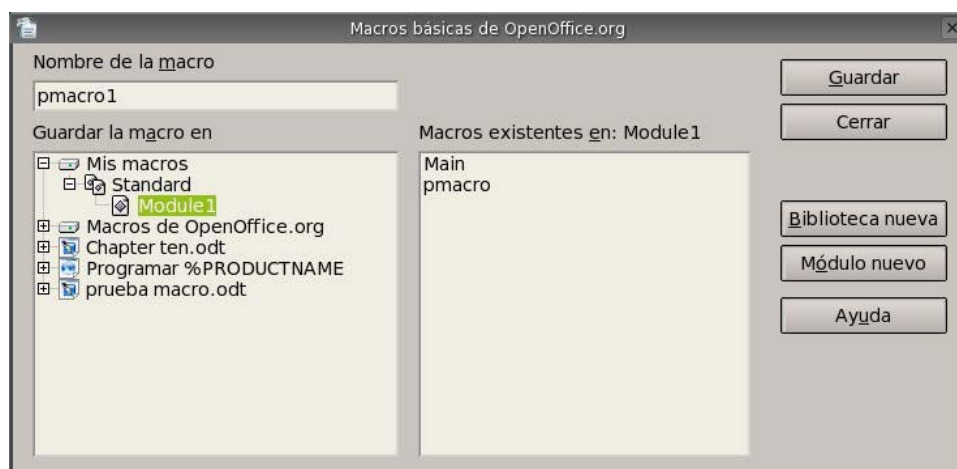 Macros básicas de OpenOffice.org
Nombre de la macro
pmacro1
Guardar la macro en
Mis macros
Standard
Module1
Macros de OpenOffice.org
Chapter ten.odt
Programar %PRODUCTNAME
prueba macro.odt
Macros existentes en: Module1
Main
pmacro
Guardar
Cerrar
Biblioteca nueva
Módulo nuevo
Ayuda